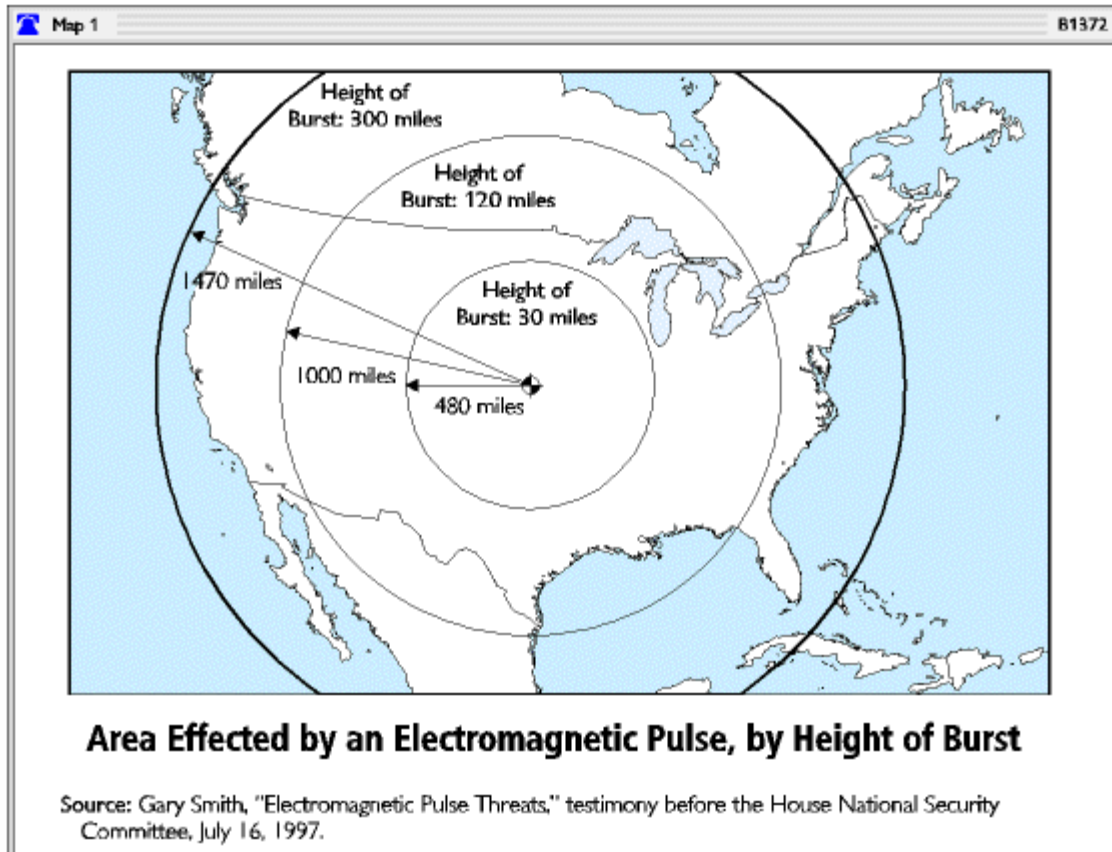 Map 1
B1372
Height of
Burst: 300 miles
Height of
Burst: 120 miles
Height of
Burst: 30 miles
1470 miles
1000 miles
480 miles
Area Effected by an Electromagnetic Pulse, by Height of Burst
Source: Gary Smith, "Electromagnetic Pulse Threats," testimony before the House National Security
Committee, July 16, 1997.